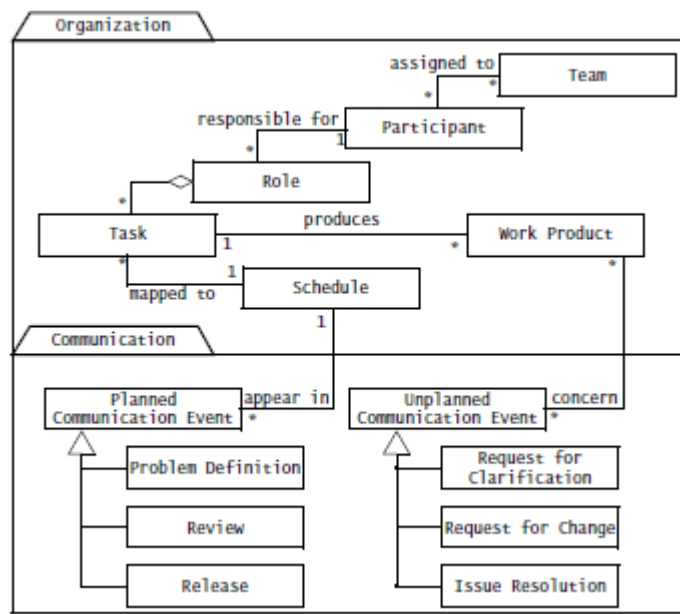 Organization
assigned to
Team
*
*
responsible for
Participant
1
*
Role
*
Task
produces
Work Product
1
*
*
*
1
mapped to
Schedule
1
Communication
Planned
Communication Event
appear in
*
Unplanned
Communication Event
concern
*
Problem Definition
Request for
Clarification
Review
Request for Change
Release
Issue Resolution